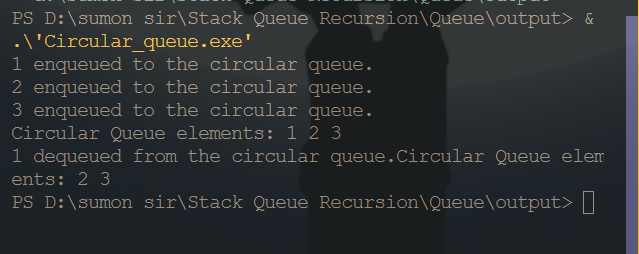 PS D:\sumon sir\Stack Queue Recursion\Queue\output> &
.\'Circular_queue.exe'
1 enqueued to the circular queue.
2 enqueued to the circular queue.
3 enqueued to the circular queue.
Circular Queue elements: 1 2 3
1 dequeued from the circular queue.Circular Queue elem
ents: 2 3
PS D:\sumon sir\Stack Queue Recursion\Queue\output>